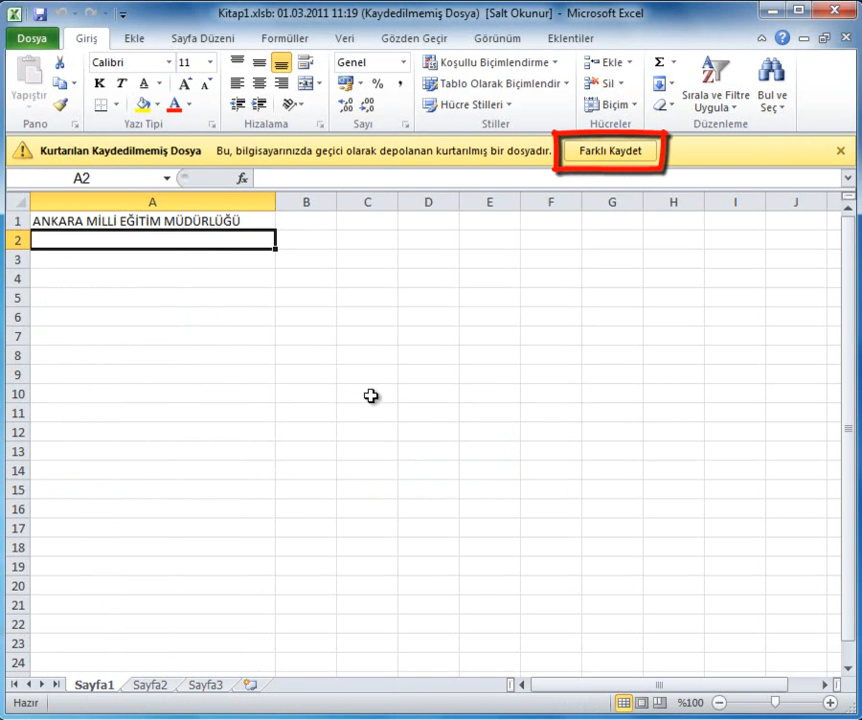 Kitap1.xlsb: 01.03.2011 11:19 (Kaydedilmemiş Dosya) [Salt Okunur] - Microsoft Excel
Dosya Giriş Ekle Sayfa Düzeni Formüller Veri Gözden Geçir Görünüm Eklentiler
Calibri 11 Genel Koşullu Biçimlendirme Ekle Σ
Yapıştır K T A A A % , Tablo Olarak Biçimlendir Sil Sırala ve Filtre Uygula Bul ve Seç
A Hücre Stilleri Biçim
Pano Yazı Tipi Hizalama Sayı Stiller Hücreler Düzenleme
Kurtarılan Kaydedilmemiş Dosya Bu, bilgisayarınızda geçici olarak depolanan kurtarılmış bir dosyadır. Farklı Kaydet
A2 fx
A B C D E F G H I J
1 ANKARA MİLLİ EĞİTİM MÜDÜRLÜĞÜ
2
3
4
5
6
7
8
9
10
11
12
13
14
15
16
17
18
19
20
21
22
23
24
Sayfa1 Sayfa2 Sayfa3
Hazır %100